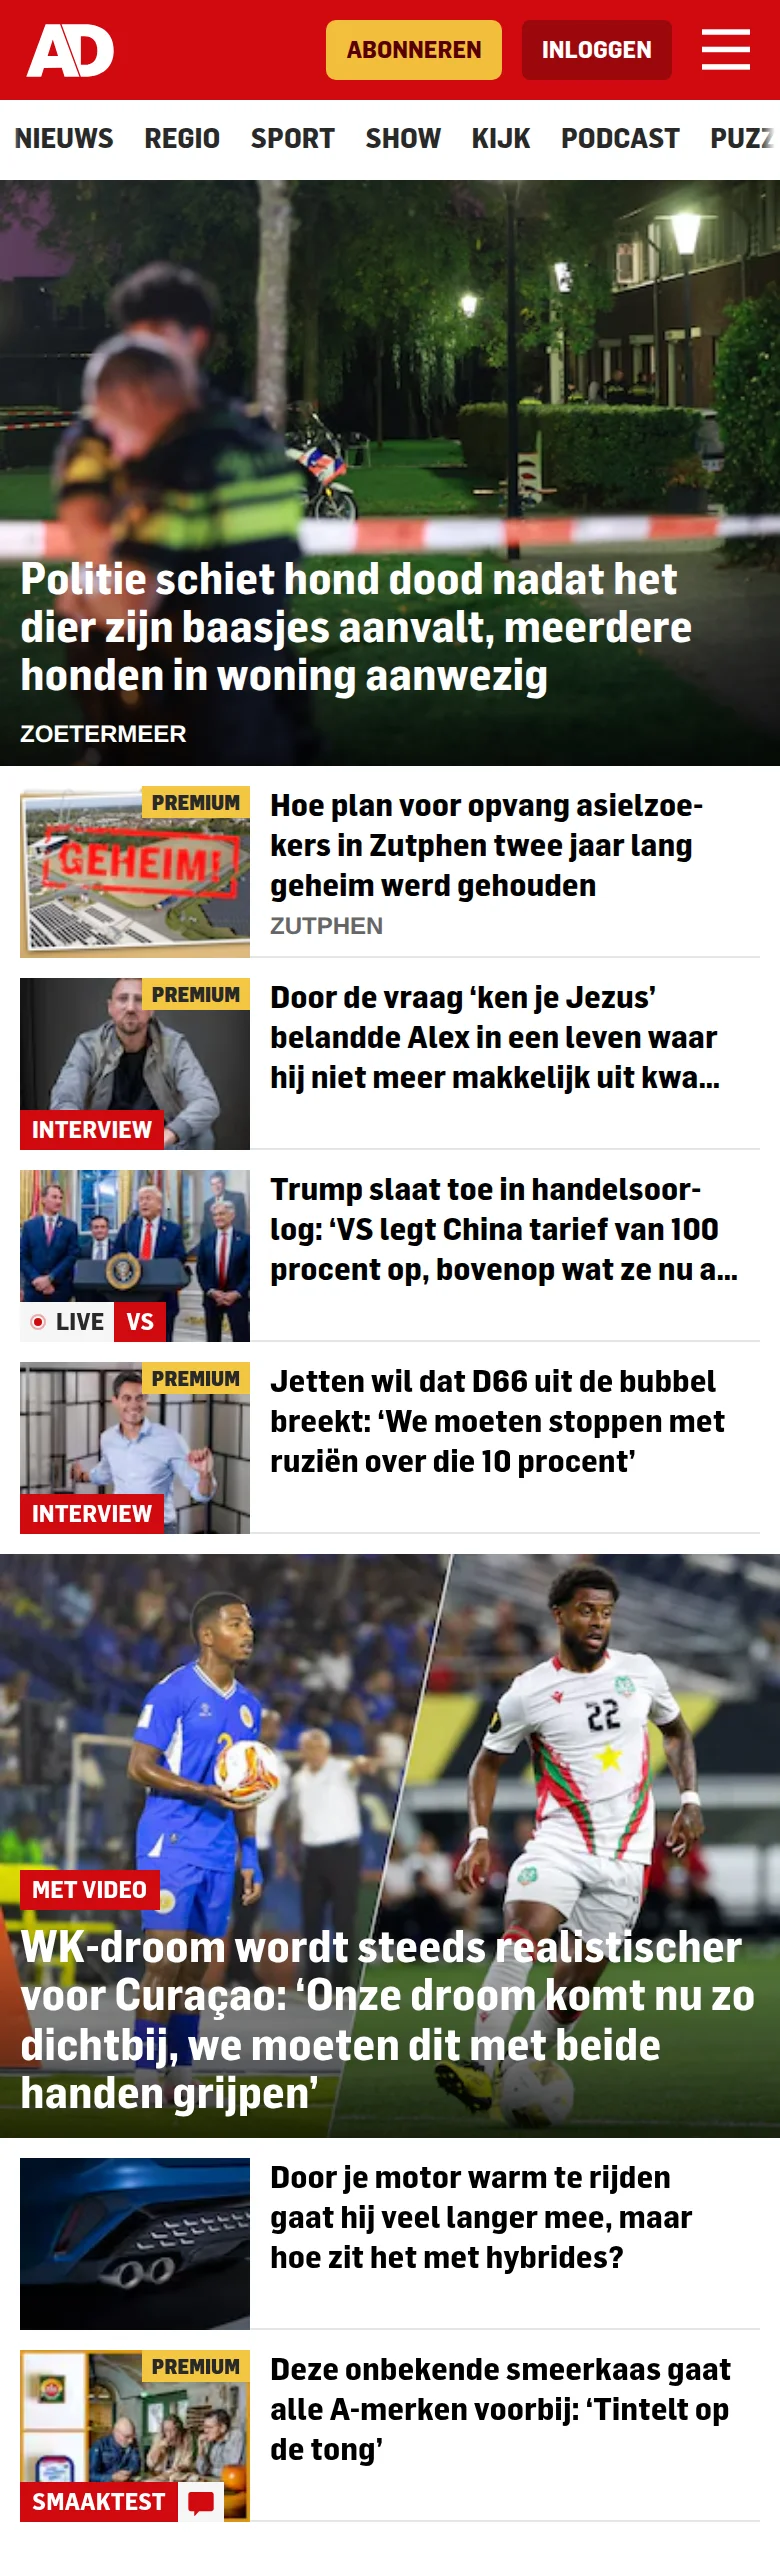 AD
ABONNEREN
INLOGGEN
NIEUWS REGIO SPORT SHOW KIJK PODCAST PUZZ
Politie schiet hond dood nadat het
dier zijn baasjes aanvalt, meerdere
honden in woning aanwezig
ZOETERMEER
PREMIUM
GEHEIM!
Hoe plan voor opvang asielzoe-
kers in Zutphen twee jaar lang
geheim werd gehouden
ZUTPHEN
PREMIUM
INTERVIEW
Door de vraag ‘ken je Jezus’
belandde Alex in een leven waar
hij niet meer makkelijk uit kwa...
LIVE VS
Trump slaat toe in handelsoor-
log: ‘VS legt China tarief van 100
procent op, bovenop wat ze nu a...
PREMIUM
INTERVIEW
Jetten wil dat D66 uit de bubbel
breekt: ‘We moeten stoppen met
ruziën over die 10 procent’
2
22
MET VIDEO
WK-droom wordt steeds realistischer
voor Curaçao: ‘Onze droom komt nu zo
dichtbij, we moeten dit met beide
handen grijpen’
Door je motor warm te rijden
gaat hij veel langer mee, maar
hoe zit het met hybrides?
PREMIUM
SMAAKTEST
Deze onbekende smeerkaas gaat
alle A-merken voorbij: ‘Tintelt op
de tong’